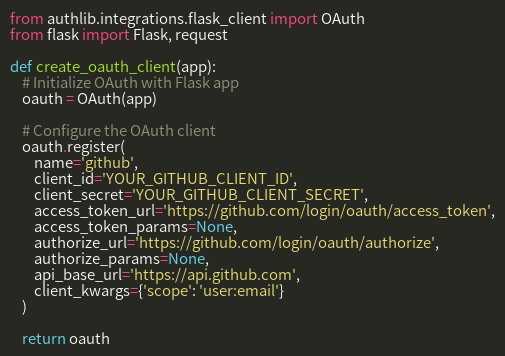 from authlib.integrations.flask_client import OAuth
from flask import Flask, request

def create_oauth_client(app):
    # Initialize OAuth with Flask app
    oauth = OAuth(app)

    # Configure the OAuth client
    oauth.register(
        name='github',
        client_id='YOUR_GITHUB_CLIENT_ID',
        client_secret='YOUR_GITHUB_CLIENT_SECRET',
        access_token_url='https://github.com/login/oauth/access_token',
        access_token_params=None,
        authorize_url='https://github.com/login/oauth/authorize',
        authorize_params=None,
        api_base_url='https://api.github.com',
        client_kwargs={'scope': 'user:email'}
    )

    return oauth